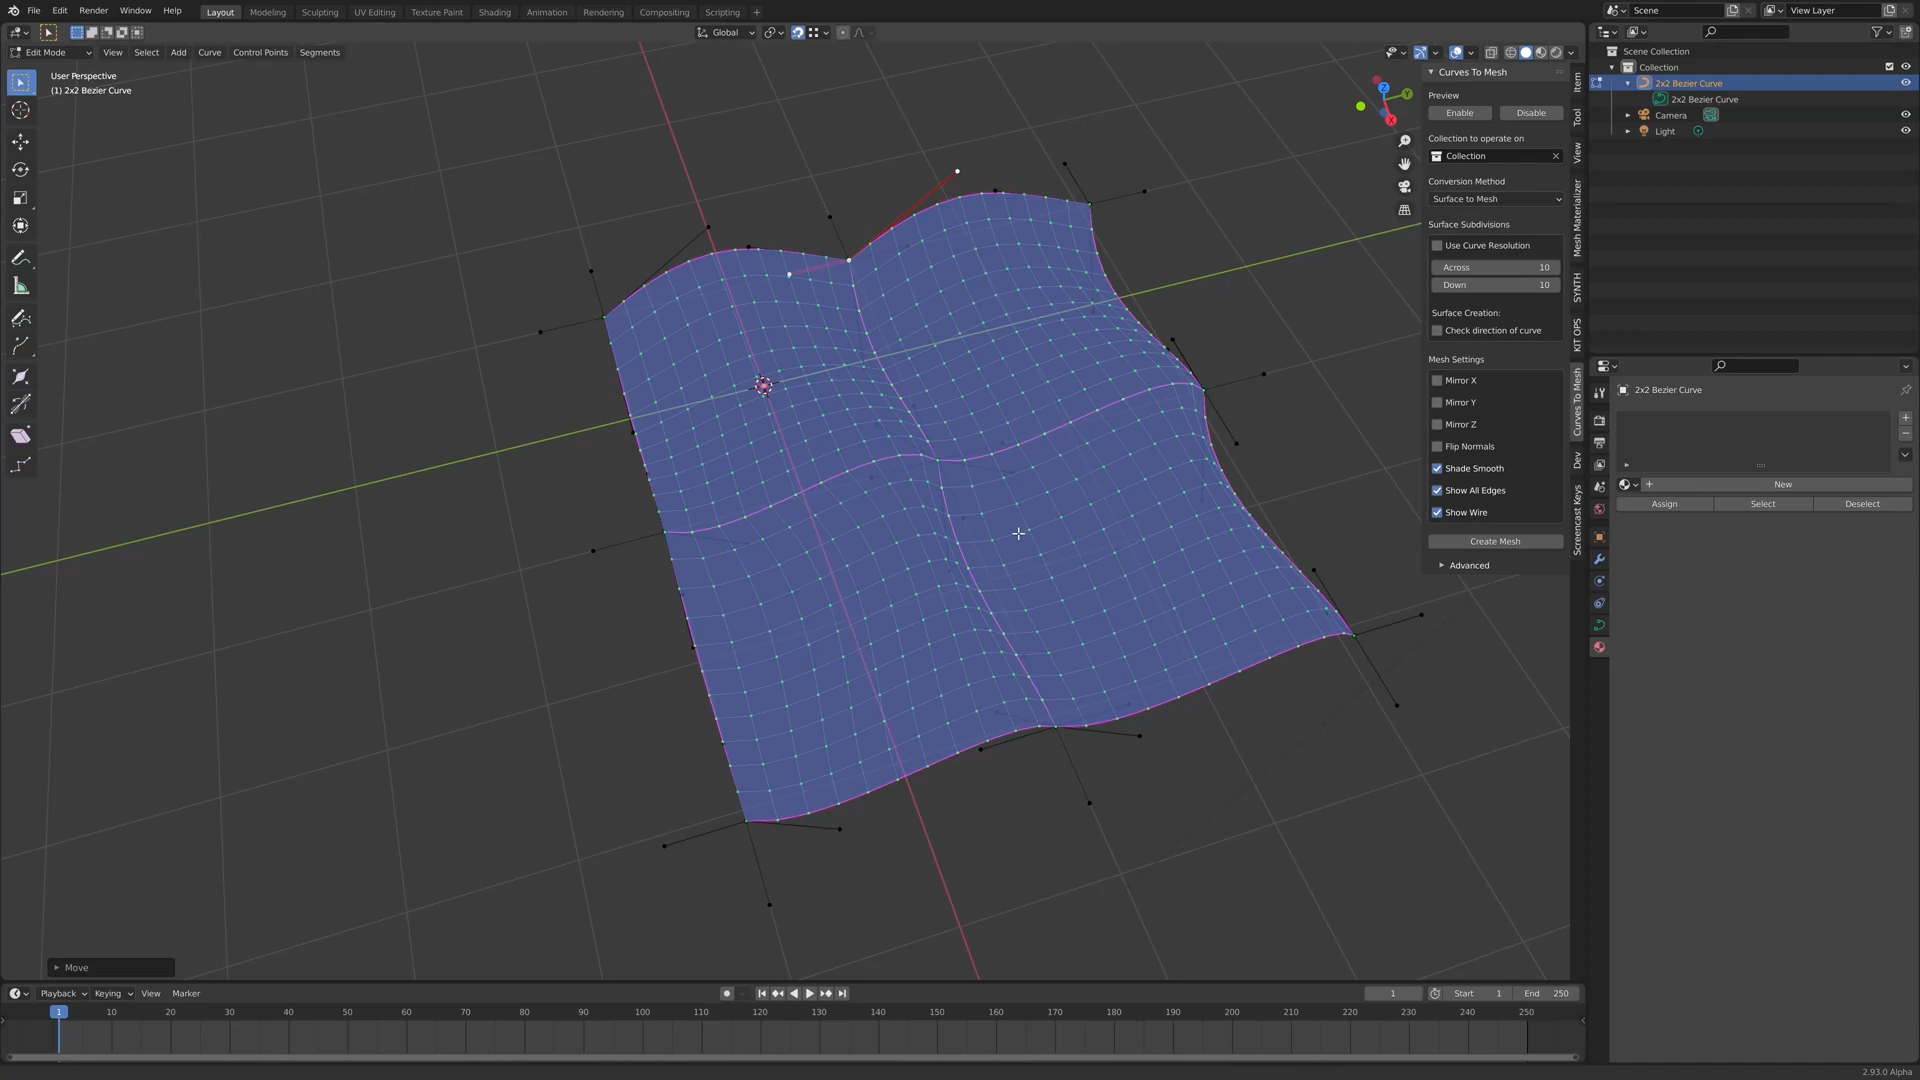 File Edit Render Window Help
Layout Modeling Sculpting UV Editing Texture Paint Shading Animation Rendering Compositing Scripting +
Scene
View Layer
Global
Edit Mode View Select Add Curve Control Points Segments
User Perspective
(1) 2x2 Bezier Curve
Z
Y
X
Curves To Mesh
Preview
Enable Disable
Collection to operate on
Collection
Conversion Method
Surface to Mesh
Surface Subdivisions
Use Curve Resolution
Across 10
Down 10
Surface Creation:
Check direction of curve
Mesh Settings
Mirror X
Mirror Y
Mirror Z
Flip Normals
Shade Smooth
Show All Edges
Show Wire
Create Mesh
Advanced
Item
Tool
View
Mesh Materializer
SYNTH
KIT OPS
Curves To Mesh
Dev
Screencast Keys
Scene Collection
Collection
2x2 Bezier Curve
2x2 Bezier Curve
Camera
Light
2x2 Bezier Curve
New
Assign Select Deselect
Move
Playback Keying View Marker
1 Start 1 End 250
1 10 20 30 40 50 60 70 80 90 100 110 120 130 140 150 160 170 180 190 200 210 220 230 240 250
2.93.0 Alpha